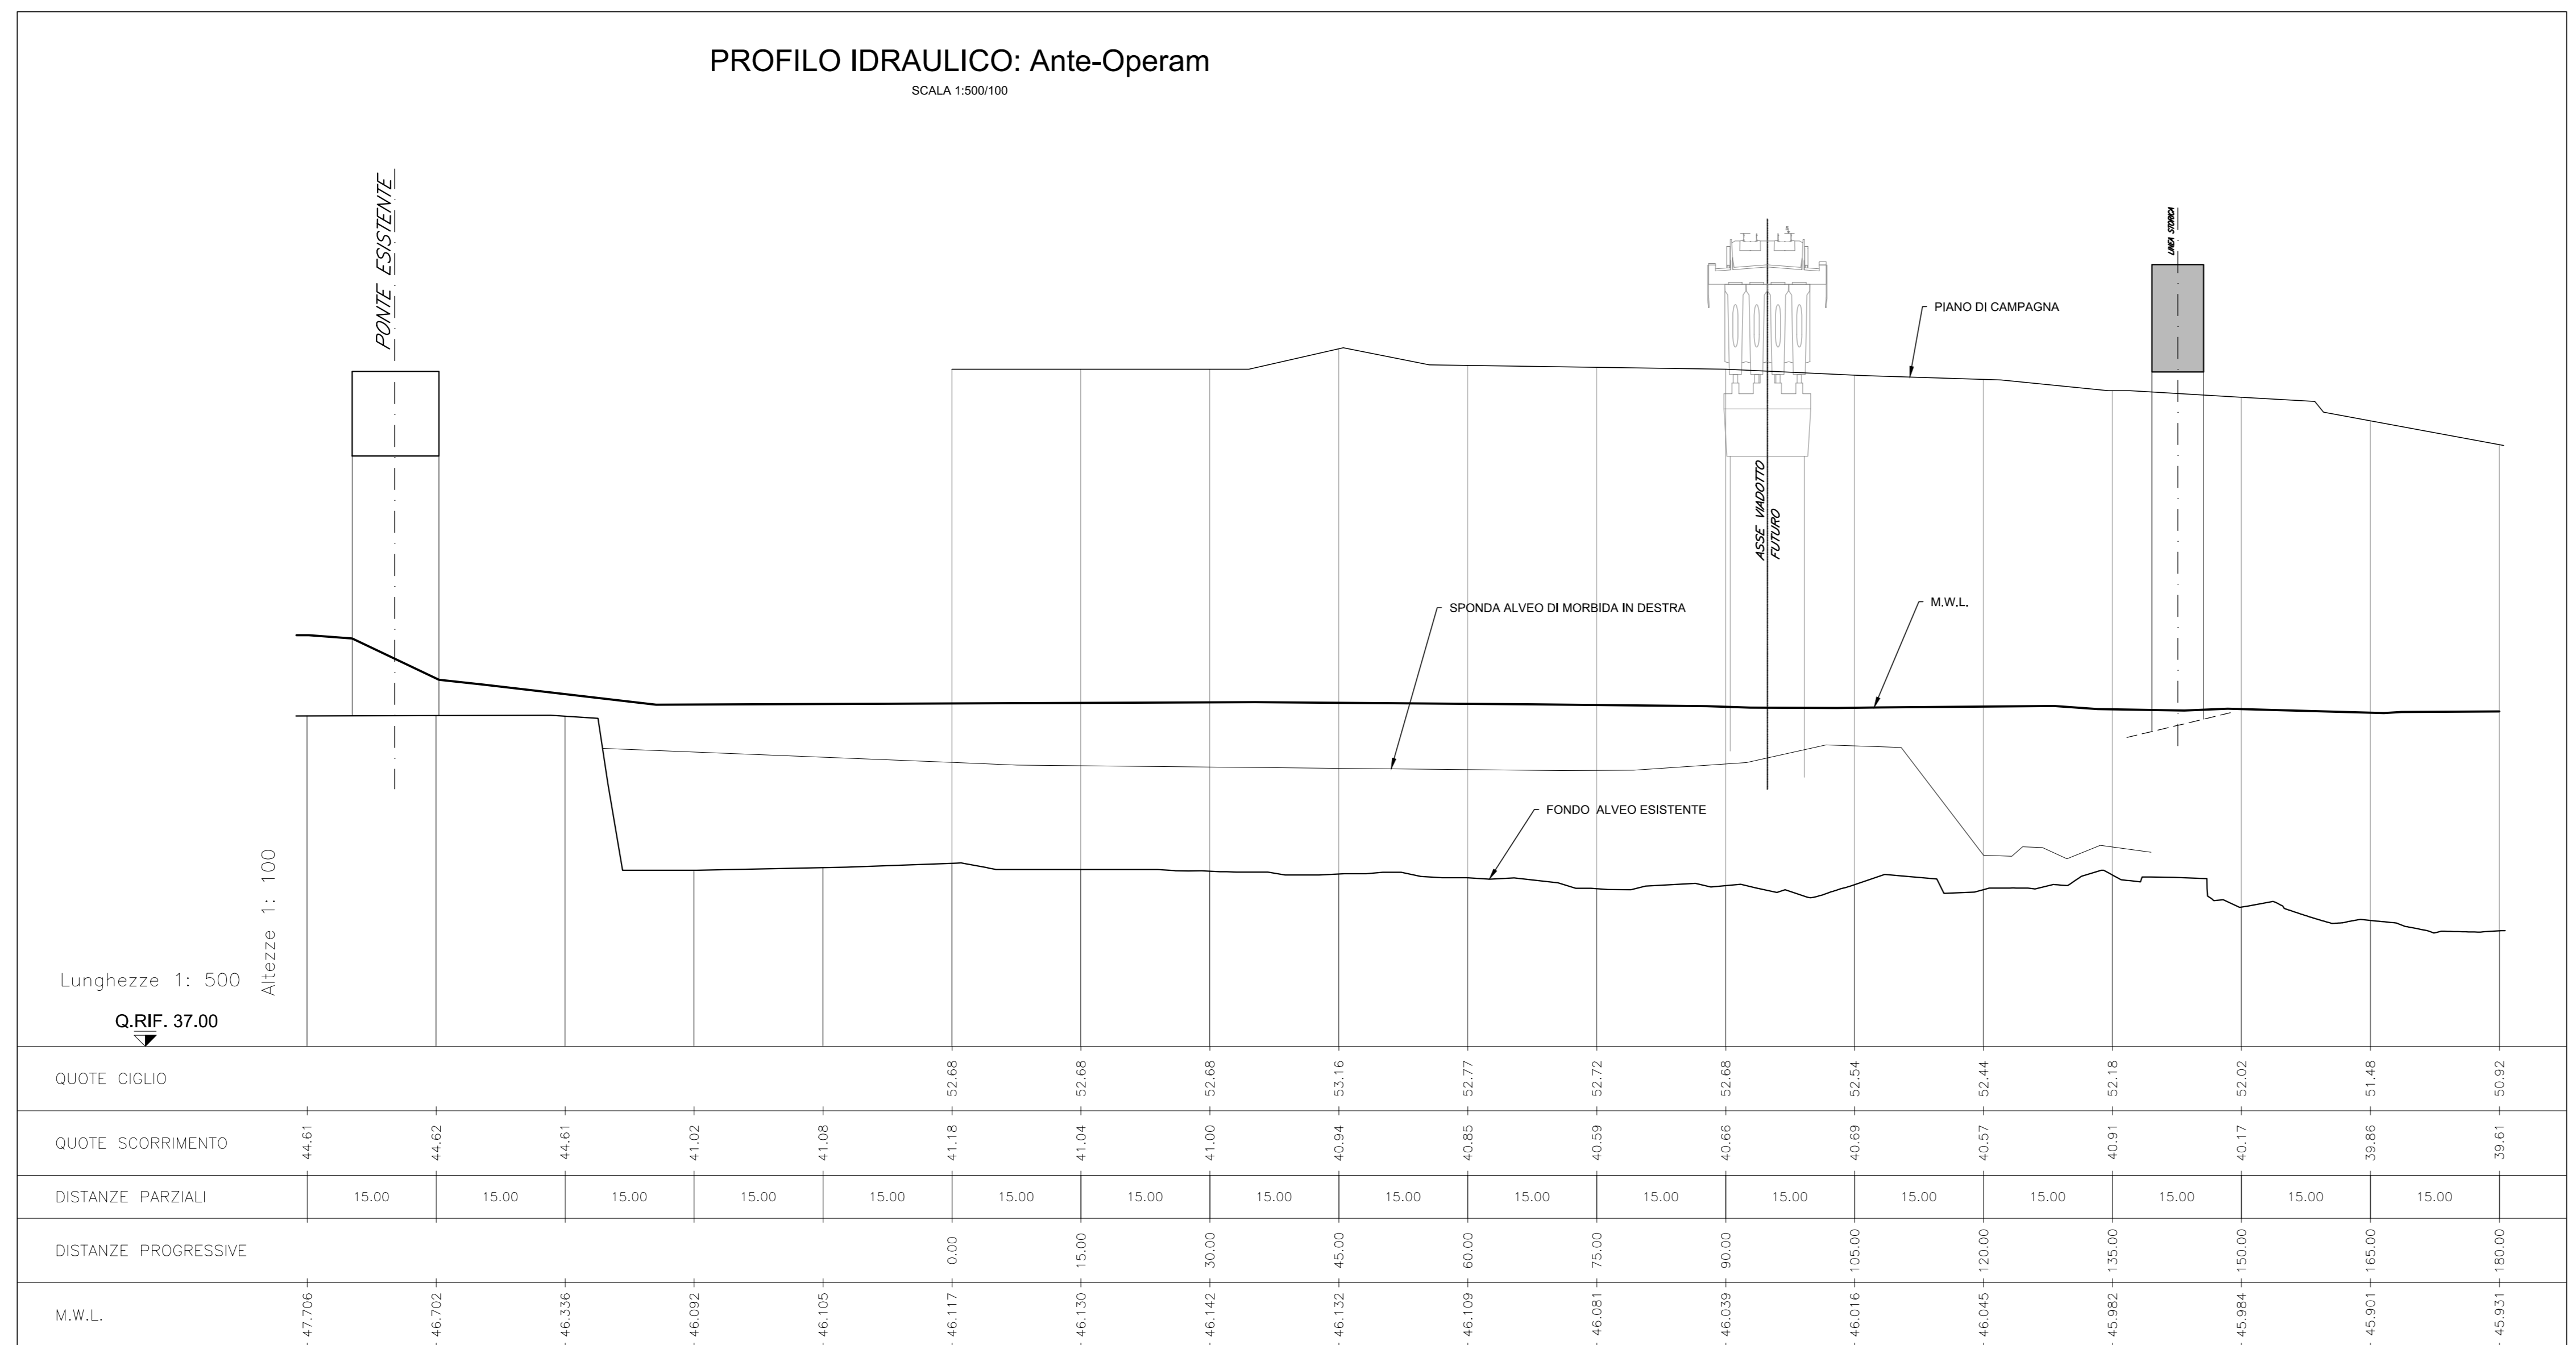 PROFILO IDRAULICO: Ante-Operam
SCALA 1:500/100
PONTE ESISTENTE
LINEA STORICA
PIANO DI CAMPAGNA
ASSE VIADOTTO
FUTURO
SPONDA ALVEO DI MORBIDA IN DESTRA
M.W.L.
FONDO ALVEO ESISTENTE
Altezze 1: 100
Lunghezze 1: 500
Q.RIF. 37.00
QUOTE CIGLIO 52.68 52.68 52.68 53.16 52.77 52.72 52.68 52.54 52.44 52.18 52.02 51.48 50.92
QUOTE SCORRIMENTO 44.61 44.62 44.61 41.02 41.08 41.18 41.04 41.00 40.94 40.85 40.59 40.66 40.69 40.57 40.91 40.17 39.86 39.61
DISTANZE PARZIALI 15.00 15.00 15.00 15.00 15.00 15.00 15.00 15.00 15.00 15.00 15.00 15.00 15.00 15.00 15.00 15.00 15.00
DISTANZE PROGRESSIVE 0.00 15.00 30.00 45.00 60.00 75.00 90.00 105.00 120.00 135.00 150.00 165.00 180.00
M.W.L. 47.706 46.702 46.336 46.092 46.105 46.117 46.130 46.142 46.132 46.109 46.081 46.039 46.016 46.045 45.982 45.984 45.901 45.931